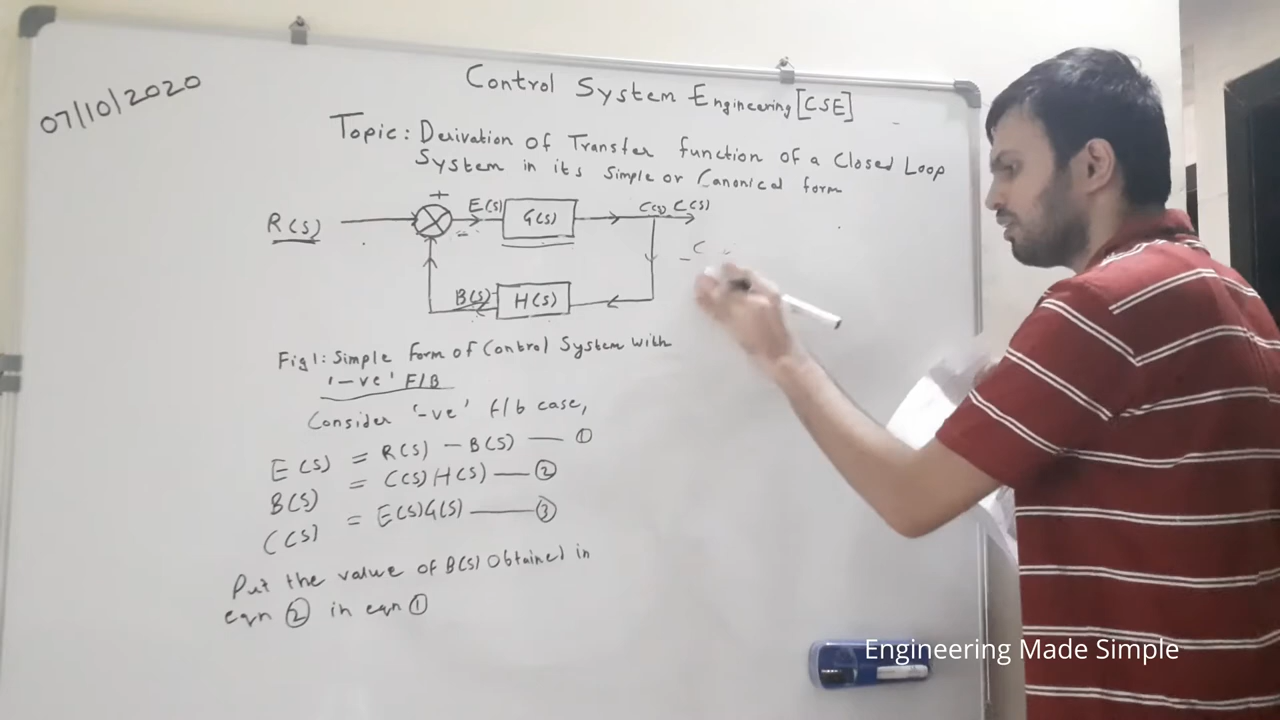 07/10/2020
Control System Engineering [CSE]
Topic: Derivation of Transfer function of a Closed Loop
System in its Simple or Canonical form
R(s)
+
E(s)
G(s)
C(s) C(s)
-
B(s)
H(s)
Fig 1: Simple form of Control System with
'-ve' F/B
Consider '-ve' f/b case,
E(s) = R(s) - B(s) — ①
B(s) = C(s) H(s) — ②
C(s) = E(s)G(s) — ③
Put the value of B(s) Obtained in
eqn ② in eqn ①
Engineering Made Simple